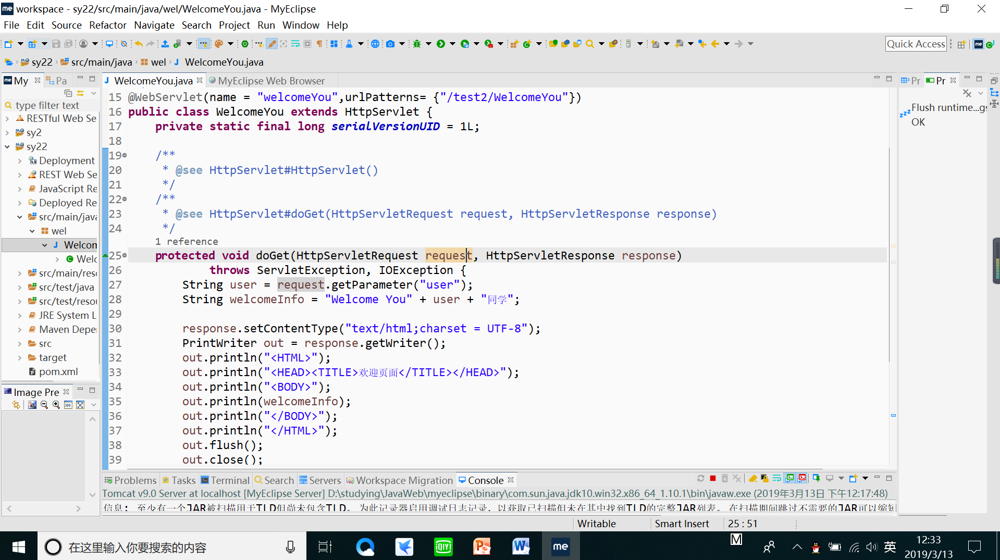 workspace - sy22/src/main/java/wel/WelcomeYou.java - MyEclipse
File Edit Source Refactor Navigate Search Project Run Window Help
Quick Access
sy22 src/main/java wel WelcomeYou.java
My Pa
type filter text
RESTful Web Se
sy2
sy22
Deployment
REST Web Se
JavaScript Re
Deployed Re
src/main/java
wel
Welcom
Welc
src/main/reso
src/test/java
src/test/resou
JRE System L
Maven Deper
src
target
pom.xml
Image Pre
WelcomeYou.java MyEclipse Web Browser
15 @WebServlet(name = "welcomeYou",urlPatterns= {"/test2/WelcomeYou"})
16 public class WelcomeYou extends HttpServlet {
17 private static final long serialVersionUID = 1L;
18
19 /**
20 * @see HttpServlet#HttpServlet()
21 */
22 /**
23 * @see HttpServlet#doGet(HttpServletRequest request, HttpServletResponse response)
24 */
1 reference
25 protected void doGet(HttpServletRequest request, HttpServletResponse response)
26 throws ServletException, IOException {
27 String user = request.getParameter("user");
28 String welcomeInfo = "Welcome You" + user + "同学";
29
30 response.setContentType("text/html;charset = UTF-8");
31 PrintWriter out = response.getWriter();
32 out.println("<HTML>");
33 out.println("<HEAD><TITLE>欢迎页面</TITLE></HEAD>");
34 out.println("<BODY>");
35 out.println(welcomeInfo);
36 out.println("</BODY>");
37 out.println("</HTML>");
38 out.flush();
39 out.close();
Pr Pr
Flush runtime...gs
OK
Problems Tasks Terminal Search Servers Workspace Migration Console
Tomcat v9.0 Server at localhost [MyEclipse Server] D:\studying\JavaWeb\myeclipse\binary\com.sun.java.jdk10.win32.x86_64_1.10.1\bin\javaw.exe (2019年3月13日 下午12:17:48)
信息: 至少有一个JAR被扫描用于TLD但尚未包含TLD。 为此记录器启用调试日志记录，以获取已扫描但未在其中找到TLD的完整JAR列表。 在扫描期间跳过不需要的JAR可以缩短
Writable Smart Insert 25 : 51
在这里输入你要搜索的内容
iQIY
me
M
英
12:33
2019/3/13